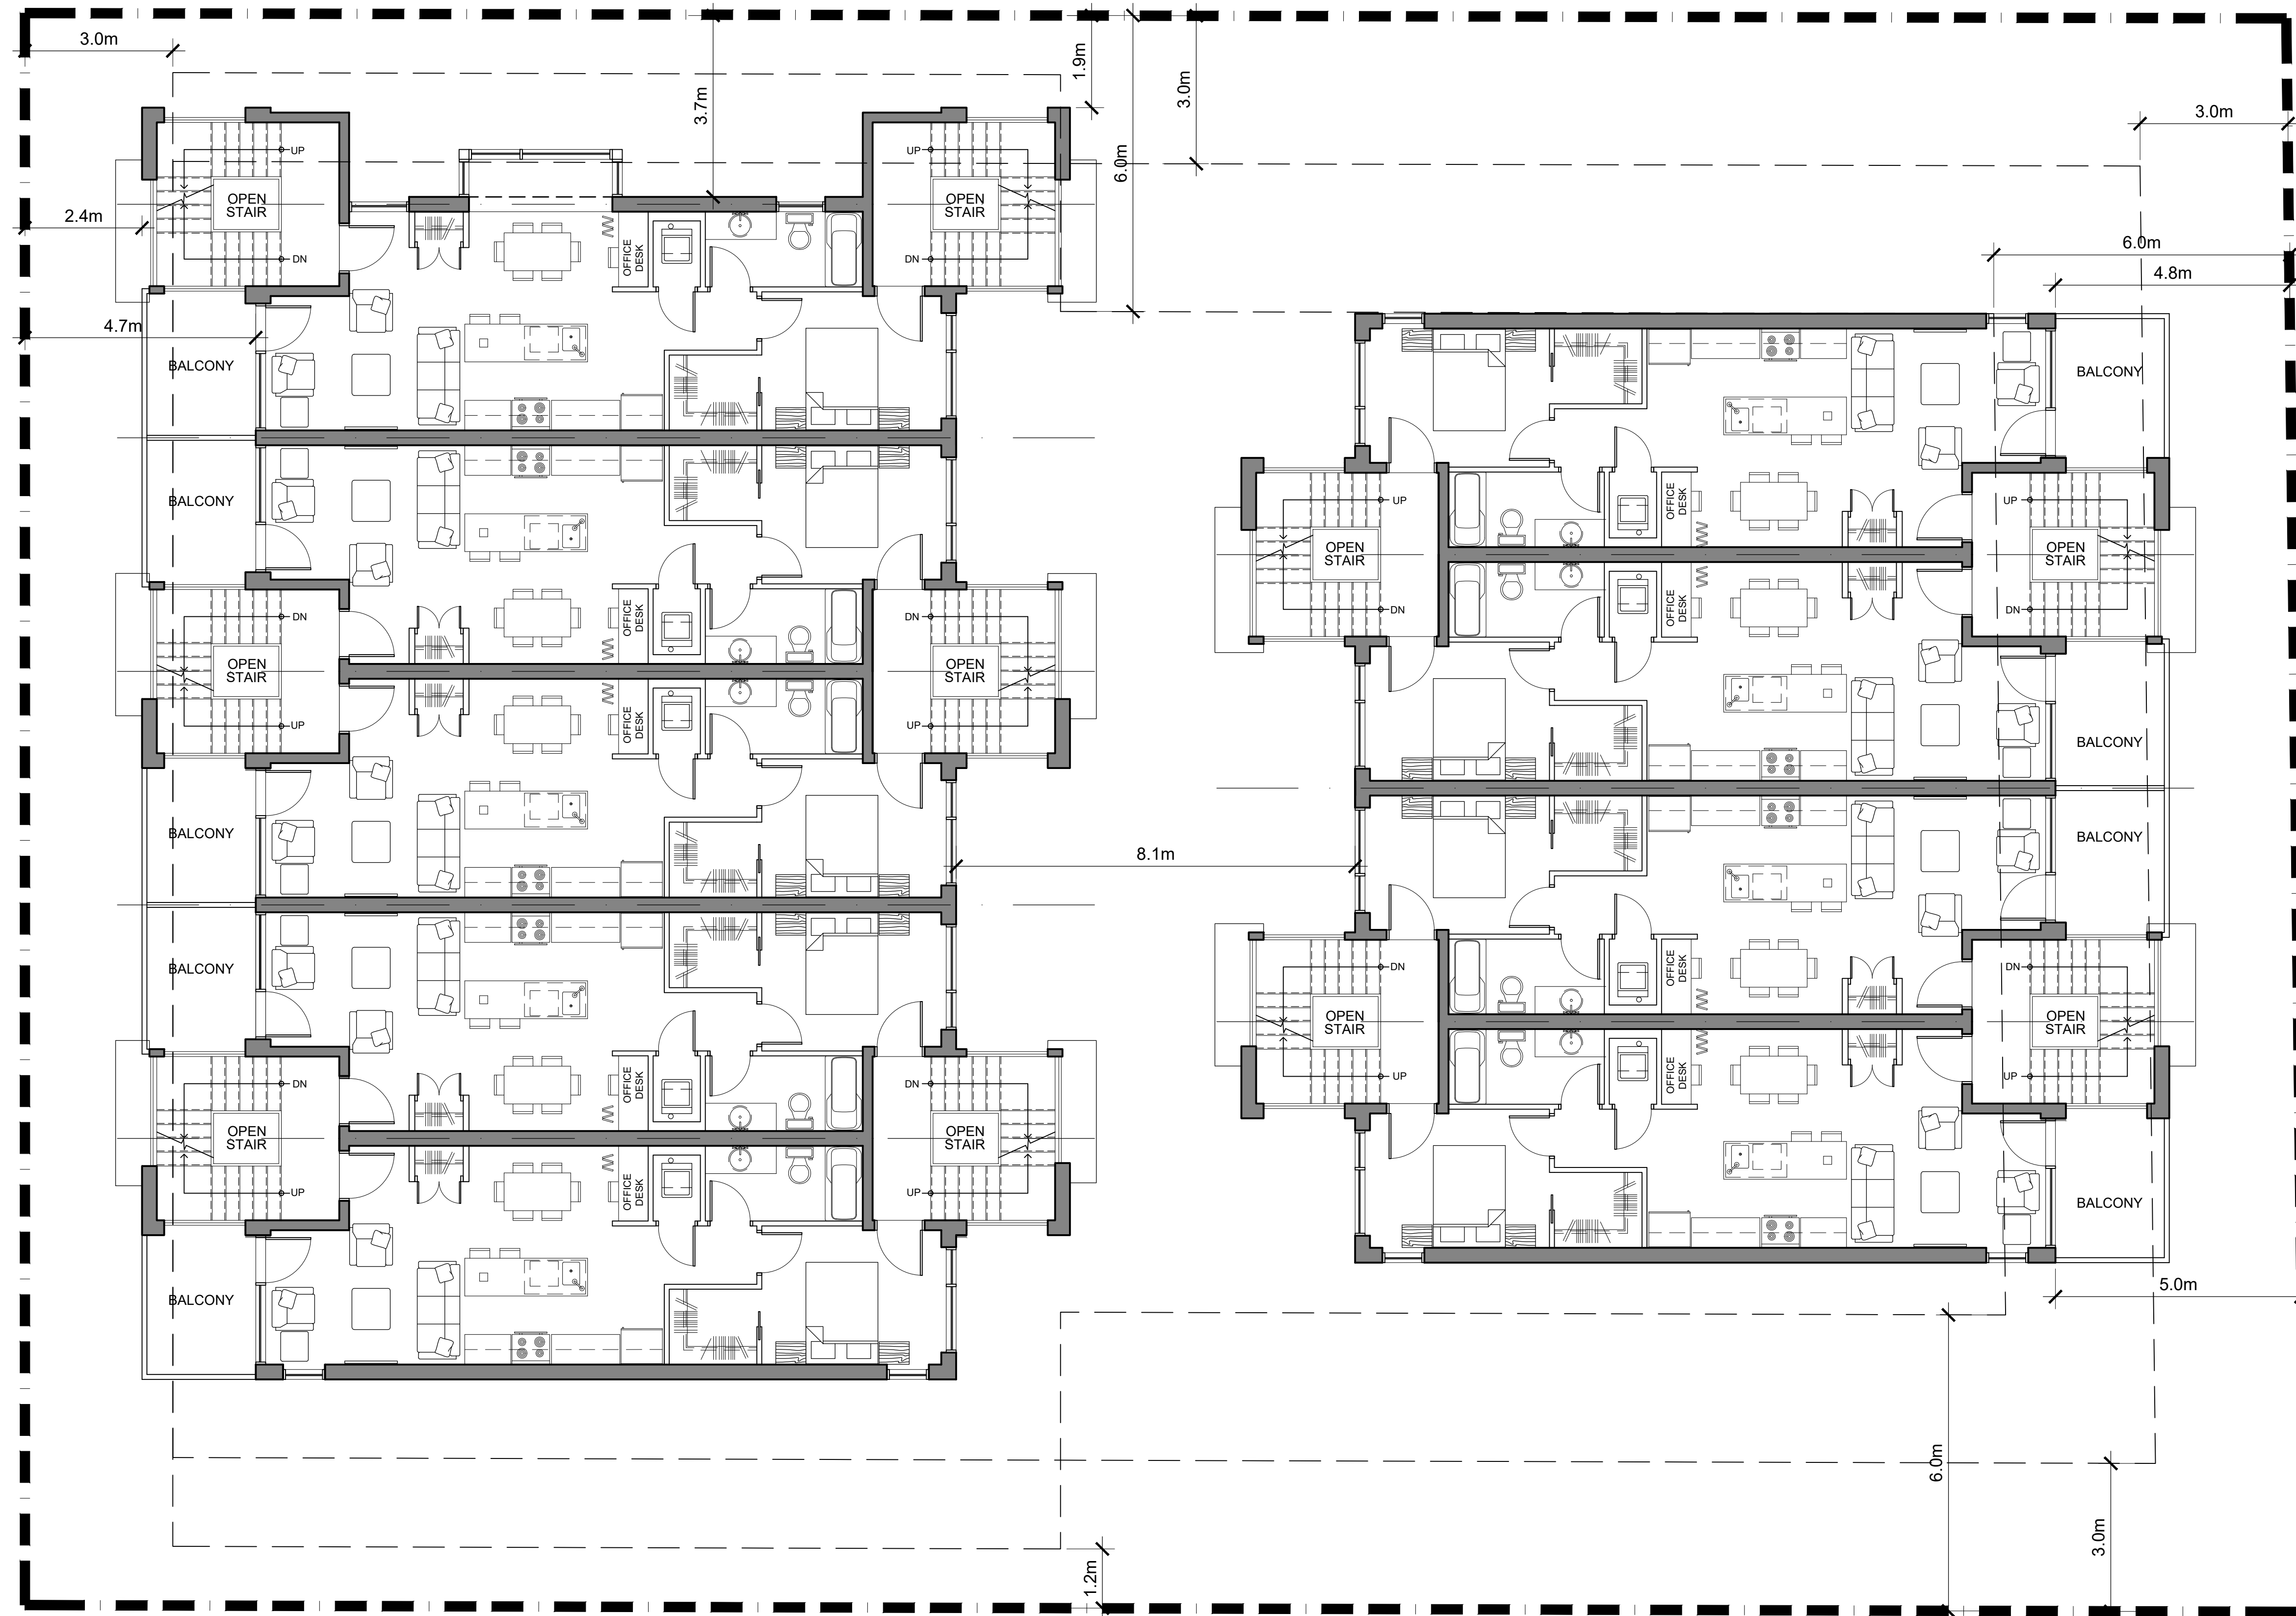 3.0m
1.9m
3.7m
3.0m
3.0m
6.0m
UP
OPEN
STAIR
DN
UP
OPEN
STAIR
DN
2.4m
OFFICE
DESK
6.0m
4.8m
4.7m
BALCONY
BALCONY
BALCONY
OFFICE
DESK
UP
OPEN
STAIR
DN
UP
OPEN
STAIR
DN
DN
OPEN
STAIR
UP
OFFICE
DESK
DN
OPEN
STAIR
UP
OFFICE
DESK
OFFICE
DESK
BALCONY
BALCONY
BALCONY
8.1m
BALCONY
OFFICE
DESK
DN
OPEN
STAIR
UP
DN
OPEN
STAIR
UP
DN
OPEN
STAIR
UP
OFFICE
DESK
DN
OPEN
STAIR
UP
OFFICE
DESK
OFFICE
DESK
BALCONY
BALCONY
5.0m
6.0m
3.0m
1.2m